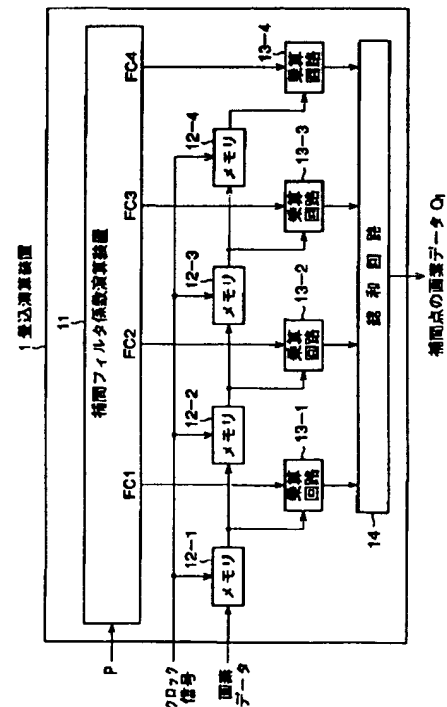 1 畳込演算装置
11
補間フィルタ係数演算装置
P
FC1
FC2
FC3
FC4
クロック
信号
画素
データ
12-1
メモリ
12-2
メモリ
12-3
メモリ
12-4
メモリ
13-1
乗算
回路
13-2
乗算
回路
13-3
乗算
回路
13-4
乗算
回路
14
総和回路
補間点の画素データ Q